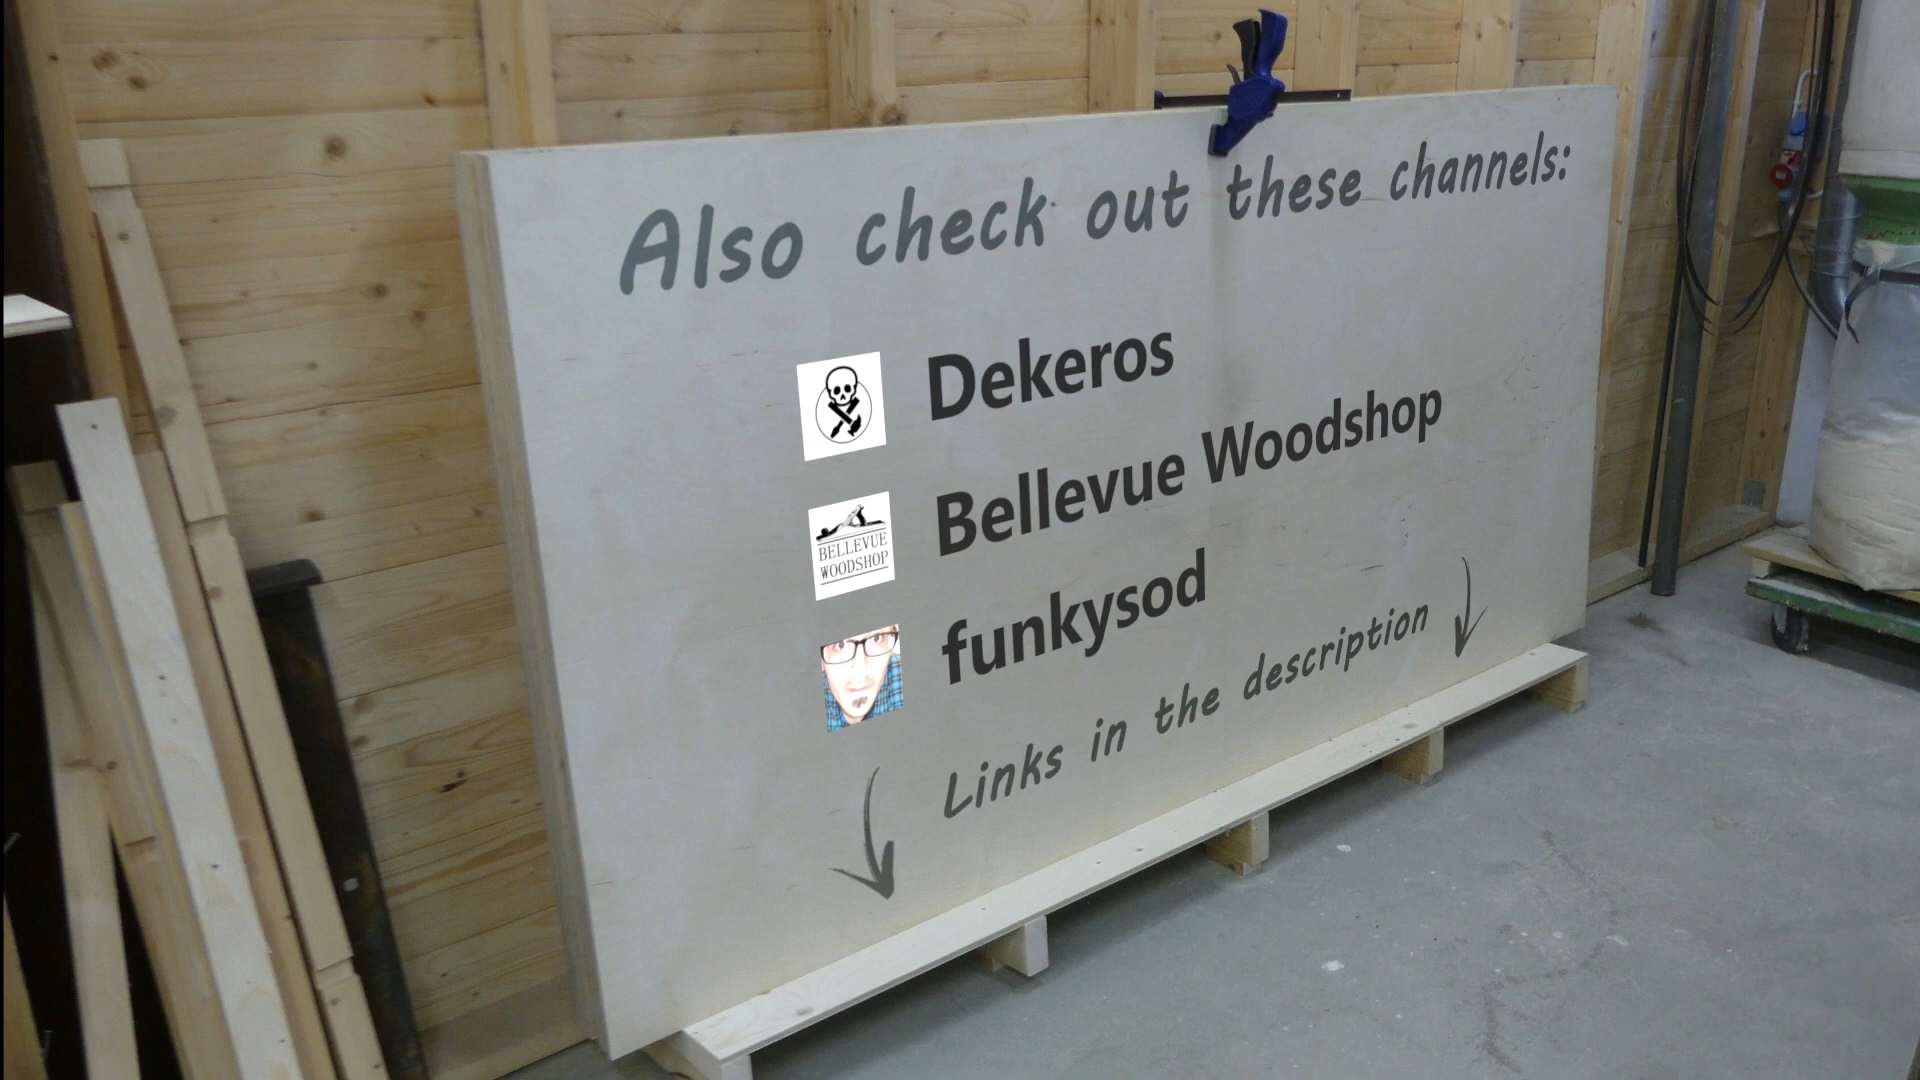 Also check out these channels:
Dekeros
BELLEVUE
WOODSHOP
Bellevue Woodshop
funkysod
Links in the description